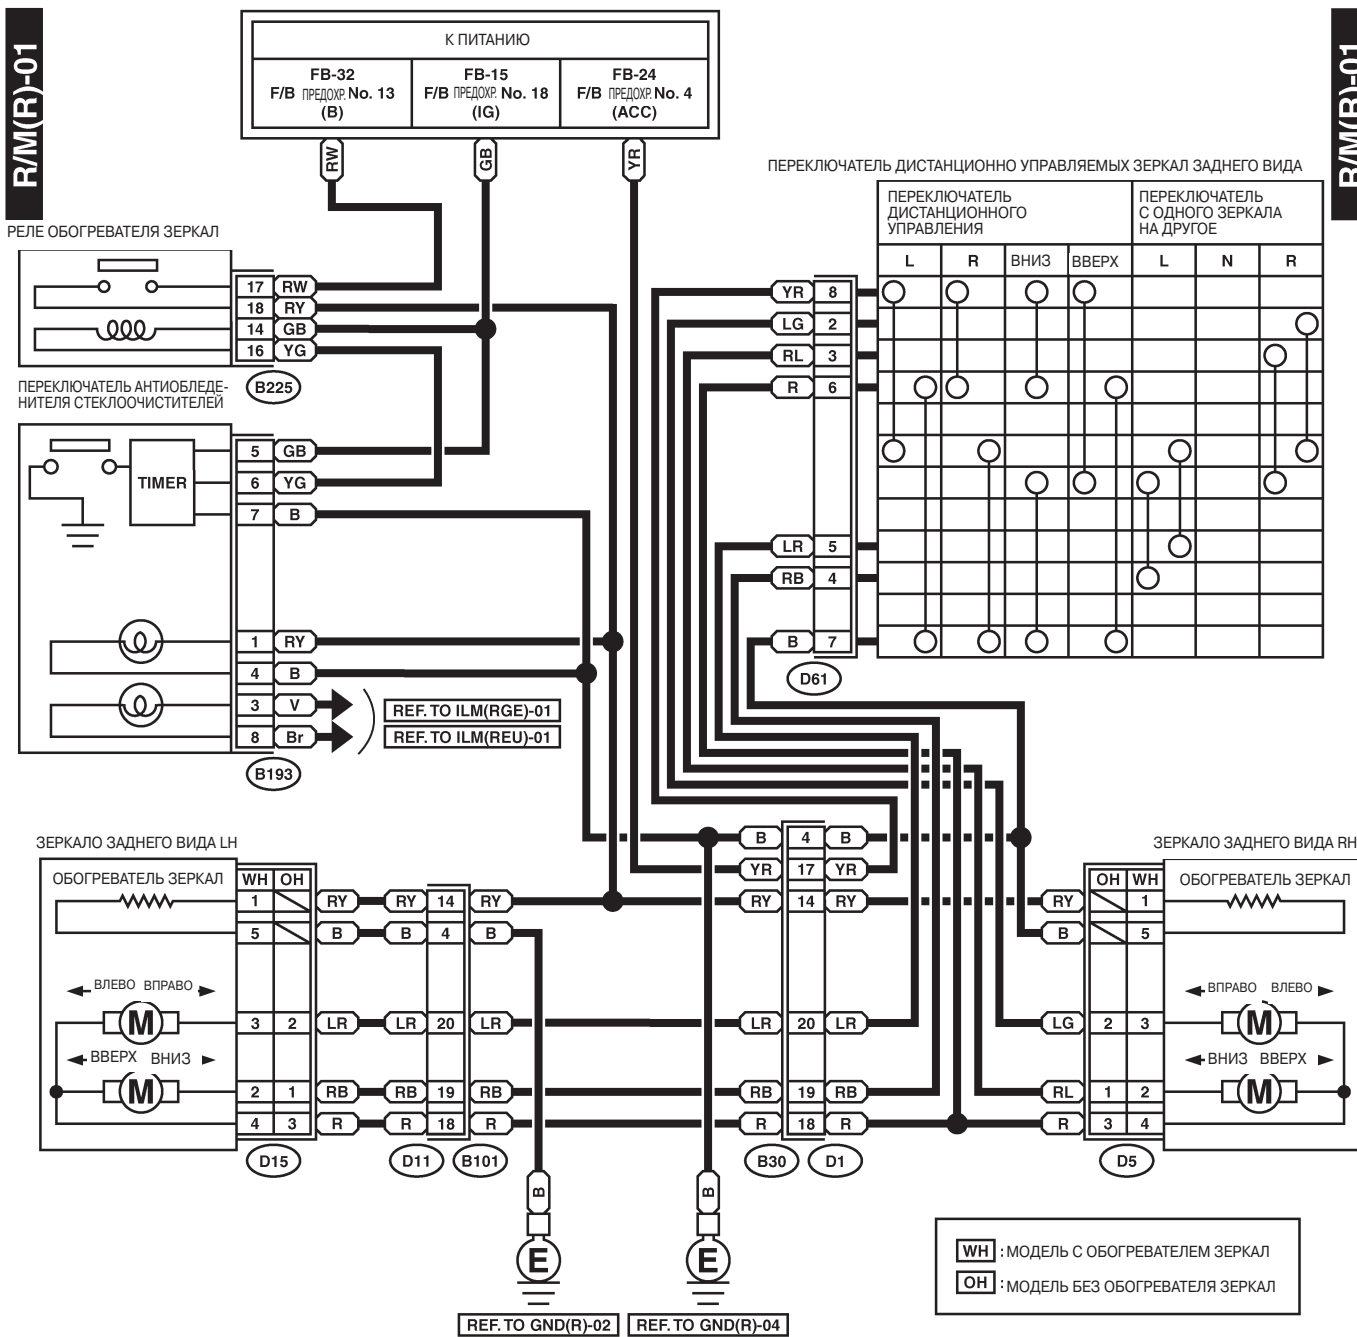 R/M(R)-01
R/M(R)-01
К ПИТАНИЮ
FB-32
F/B ПРЕДОХР. No. 13
(B)
FB-15
F/B ПРЕДОХР. No. 18
(IG)
FB-24
F/B ПРЕДОХР. No. 4
(ACC)
RW
GB
YR
РЕЛЕ ОБОГРЕВАТЕЛЯ ЗЕРКАЛ
17 RW
18 RY
14 GB
16 YG
B225
ПЕРЕКЛЮЧАТЕЛЬ АНТИОБЛЕДЕ-
НИТЕЛЯ СТЕКЛООЧИСТИТЕЛЕЙ
TIMER
5 GB
6 YG
7 B
1 RY
4 B
3 V
8 Br
REF. TO ILM(RGE)-01
REF. TO ILM(REU)-01
B193
ПЕРЕКЛЮЧАТЕЛЬ ДИСТАНЦИОННО УПРАВЛЯЕМЫХ ЗЕРКАЛ ЗАДНЕГО ВИДА
ПЕРЕКЛЮЧАТЕЛЬ
ДИСТАНЦИОННОГО
УПРАВЛЕНИЯ
ПЕРЕКЛЮЧАТЕЛЬ
С ОДНОГО ЗЕРКАЛА
НА ДРУГОЕ
L R ВНИЗ ВВЕРХ L N R
YR 8
LG 2
RL 3
R 6
LR 5
RB 4
B 7
D61
ЗЕРКАЛО ЗАДНЕГО ВИДА LH
ОБОГРЕВАТЕЛЬ ЗЕРКАЛ
WH OH
1 RY RY 14 RY
5 B B 4 B
ВЛЕВО ВПРАВО
M
3 2 LR LR 20 LR
ВВЕРХ ВНИЗ
M
2 1 RB RB 19 RB
4 3 R R 18 R
D15
D11
B101
B 4 B
YR 17 YR
RY 14 RY
LR 20 LR
RB 19 RB
R 18 R
B30
D1
ЗЕРКАЛО ЗАДНЕГО ВИДА RH
OH WH
ОБОГРЕВАТЕЛЬ ЗЕРКАЛ
RY 1
B 5
ВПРАВО ВЛЕВО
LG 2 3
M
ВНИЗ ВВЕРХ
RL 1 2
M
R 3 4
D5
B
E
REF. TO GND(R)-02
B
E
REF. TO GND(R)-04
WH : МОДЕЛЬ С ОБОГРЕВАТЕЛЕМ ЗЕРКАЛ
OH : МОДЕЛЬ БЕЗ ОБОГРЕВАТЕЛЯ ЗЕРКАЛ